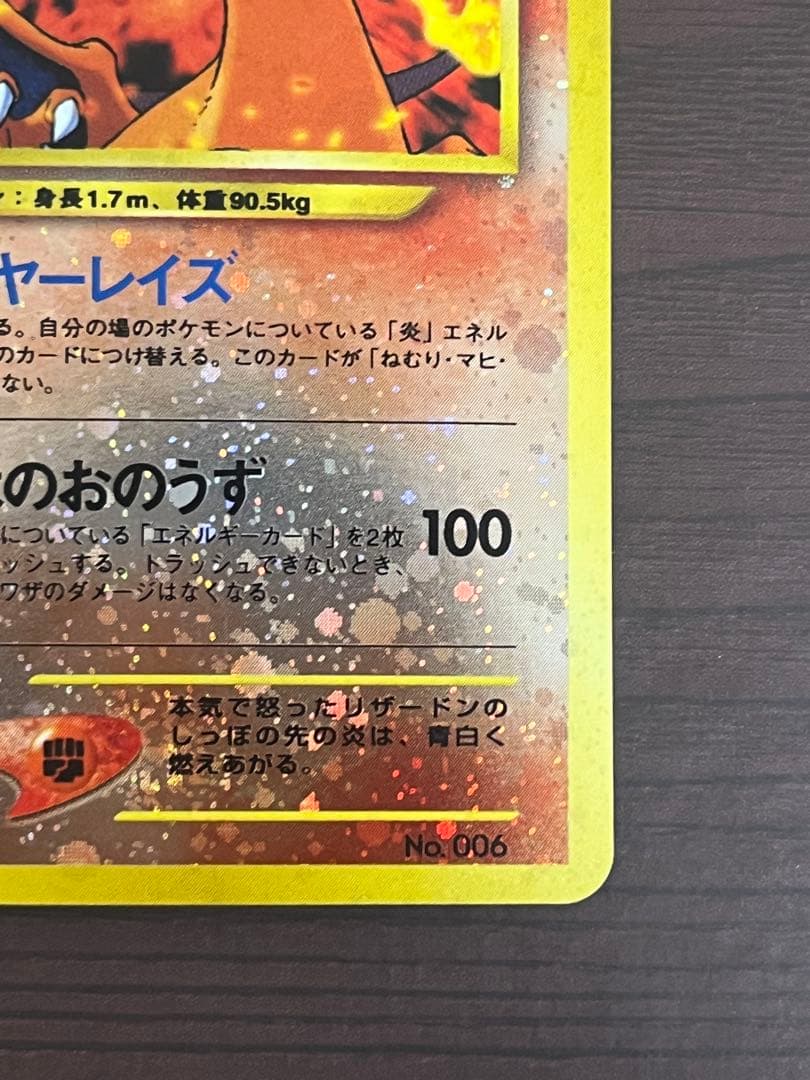 ：身長1.7m、体重90.5kg
ヤーレイズ
る。自分の場のポケモンについている「炎」エネル
のカードにつけ替える。このカードが「ねむり・マヒ・
ない。
のおのうず
についている「エネルギーカード」を2枚
ッシュする。トラッシュできないとき、
ワザのダメージはなくなる。
100
本気で怒ったリザードンの
しっぽの先の炎は、青白く
燃えあがる。
No. 006